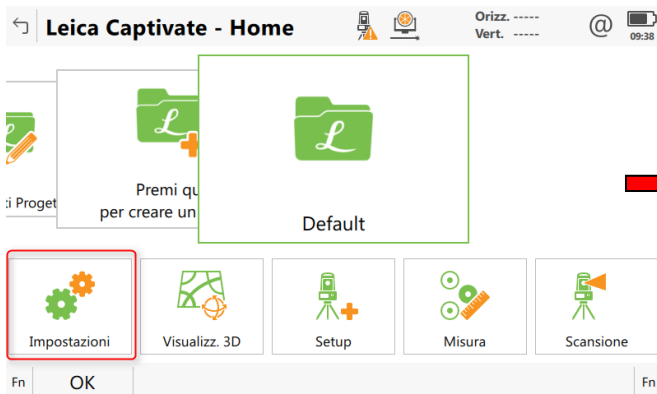 Leica Captivate - Home
Orizz. -----
Vert. -----
@
09:38
ti Proget
Premi qu
per creare un
Default
Impostazioni
Visualizz. 3D
Setup
Misura
Scansione
Fn
OK
Fn